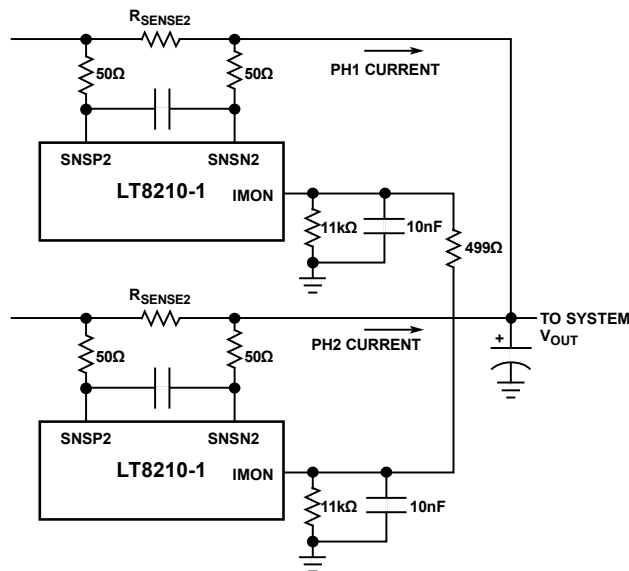 RSENSE2
50Ω
50Ω
PH1 CURRENT
SNSP2
SNSN2
LT8210-1
IMON
11kΩ
10nF
499Ω
RSENSE2
PH2 CURRENT
TO SYSTEM
VOUT
+
50Ω
50Ω
SNSP2
SNSN2
LT8210-1
IMON
11kΩ
10nF